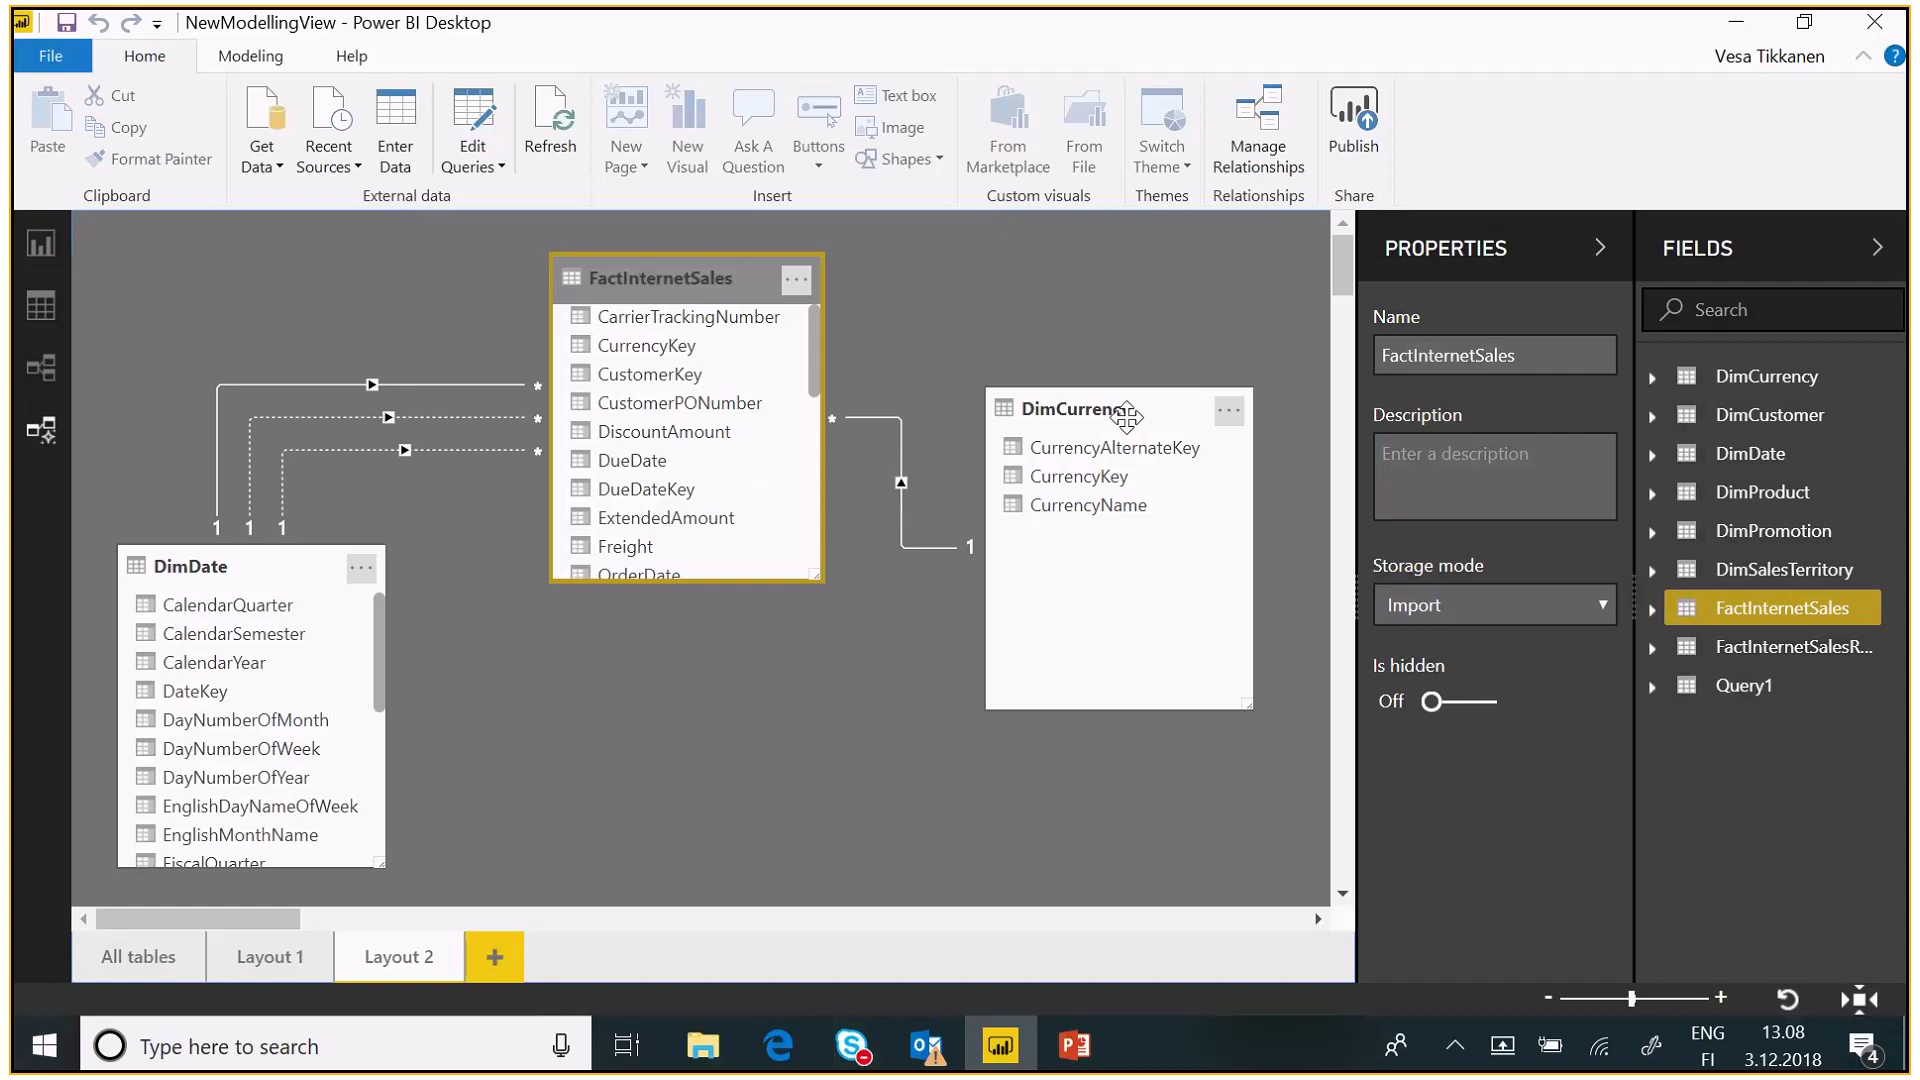 NewModellingView - Power BI Desktop
File
Home
Modeling
Help
Vesa Tikkanen
?
Paste
Cut
Copy
Format Painter
Clipboard
Get Data
Recent Sources
Enter Data
Edit Queries
Refresh
External data
New Page
New Visual
Ask A Question
Buttons
Text box
Image
Shapes
Insert
From Marketplace
From File
Custom visuals
Switch Theme
Themes
Manage Relationships
Relationships
Publish
Share
FactInternetSales
CarrierTrackingNumber
CurrencyKey
CustomerKey
CustomerPONumber
DiscountAmount
DueDate
DueDateKey
ExtendedAmount
Freight
OrderDate
*
*
*
*
1 1 1
1
DimCurrency
CurrencyAlternateKey
CurrencyKey
CurrencyName
DimDate
CalendarQuarter
CalendarSemester
CalendarYear
DateKey
DayNumberOfMonth
DayNumberOfWeek
DayNumberOfYear
EnglishDayNameOfWeek
EnglishMonthName
FiscalQuarter
PROPERTIES
Name
FactInternetSales
Description
Enter a description
Storage mode
Import
Is hidden
Off
FIELDS
Search
DimCurrency
DimCustomer
DimDate
DimProduct
DimPromotion
DimSalesTerritory
FactInternetSales
FactInternetSalesR...
Query1
All tables
Layout 1
Layout 2
+
- +
Type here to search
ENG
FI
13.08
3.12.2018
4